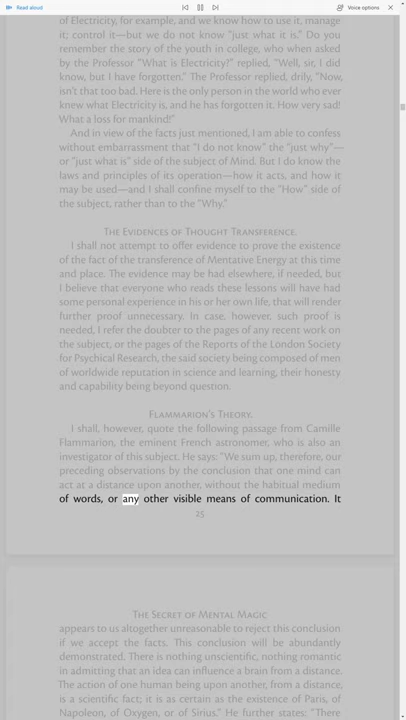 Read aloud
Voice options
of Electricity, for example, and we know how to use it, manage
it; control it—but we do not know “just what it is.” Do you
remember the story of the youth in college, who when asked
by the Professor “What is Electricity?” replied, “Well, sir, I did
know, but I have forgotten.” The Professor replied, drily, “Now,
isn’t that too bad. Here is the only person in the world who ever
knew what Electricity is, and he has forgotten it. How very sad!
What a loss for mankind!”
And in view of the facts just mentioned, I am able to confess
without embarrassment that “I do not know” the “just why”—
or “just what is” side of the subject of Mind. But I do know the
laws and principles of its operation—how it acts, and how it
may be used—and I shall confine myself to the “How” side of
the subject, rather than to the “Why.”
The Evidences of Thought Transference.
I shall not attempt to offer evidence to prove the existence
of the fact of the transference of Mentative Energy at this time
and place. The evidence may be had elsewhere, if needed, but
I believe that everyone who reads these lessons will have had
some personal experience in his or her own life, that will render
further proof unnecessary. In case, however, such proof is
needed, I refer the doubter to the pages of any recent work on
the subject, or the pages of the Reports of the London Society
for Psychical Research, the said society being composed of men
of worldwide reputation in science and learning, their honesty
and capability being beyond question.
Flammarion’s Theory.
I shall, however, quote the following passage from Camille
Flammarion, the eminent French astronomer, who is also an
investigator of this subject. He says: “We sum up, therefore, our
preceding observations by the conclusion that one mind can
act at a distance upon another, without the habitual medium
of words, or any other visible means of communication. It
25
The Secret of Mental Magic
appears to us altogether unreasonable to reject this conclusion
if we accept the facts. This conclusion will be abundantly
demonstrated. There is nothing unscientific, nothing romantic
in admitting that an idea can influence a brain from a distance.
The action of one human being upon another, from a distance,
is a scientific fact; it is as certain as the existence of Paris, of
Napoleon, of Oxygen, or of Sirius.” He further states: “There